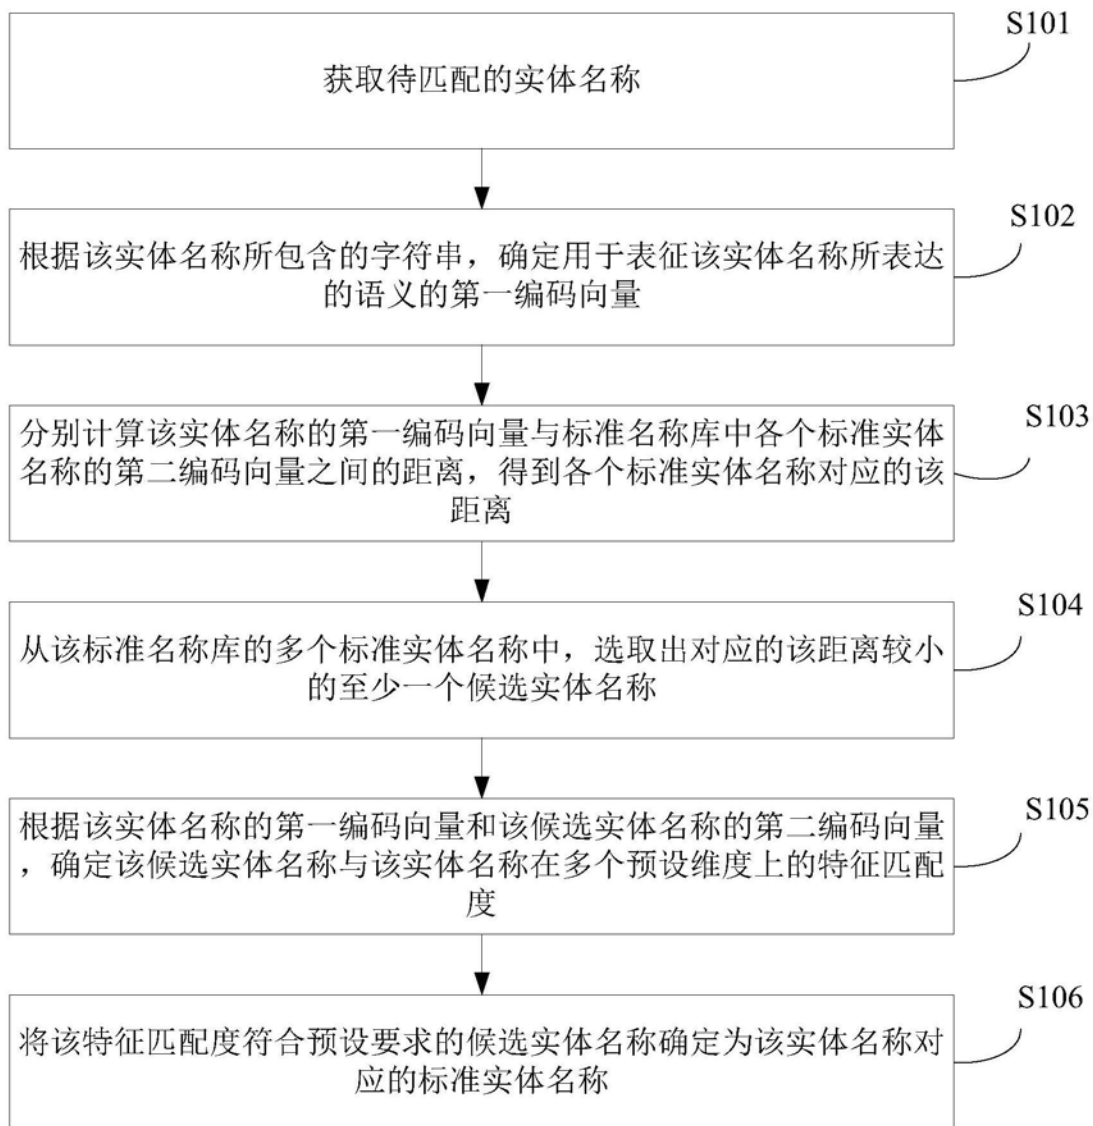 S101
获取待匹配的实体名称
S102
根据该实体名称所包含的字符串，确定用于表征该实体名称所表达
的语义的第一编码向量
S103
分别计算该实体名称的第一编码向量与标准名称库中各个标准实体
名称的第二编码向量之间的距离，得到各个标准实体名称对应的该
距离
S104
从该标准名称库的多个标准实体名称中，选取出对应的该距离较小
的至少一个候选实体名称
S105
根据该实体名称的第一编码向量和该候选实体名称的第二编码向量
，确定该候选实体名称与该实体名称在多个预设维度上的特征匹配
度
S106
将该特征匹配度符合预设要求的候选实体名称确定为该实体名称对
应的标准实体名称